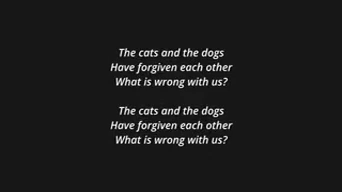 The cats and the dogs
Have forgiven each other
What is wrong with us?
The cats and the dogs
Have forgiven each other
What is wrong with us?